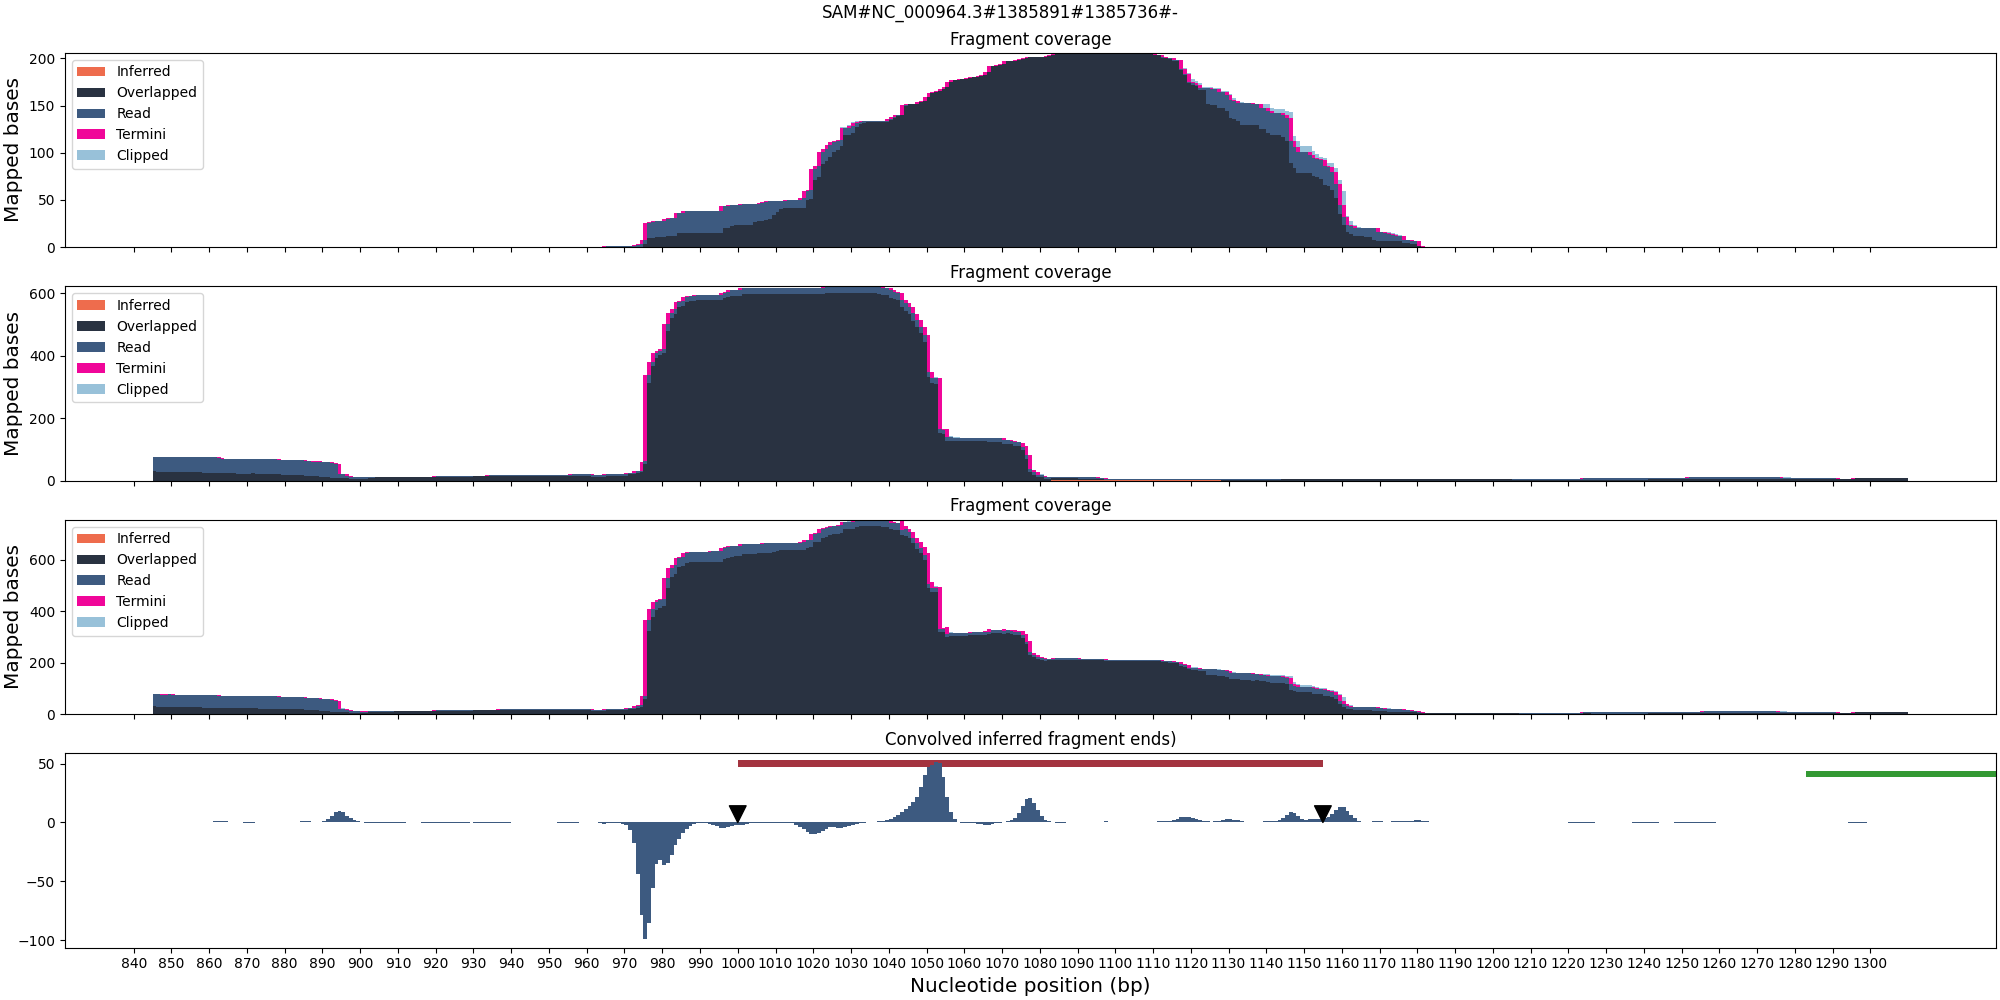 SAM#NC_000964.3#1385891#1385736#-
Fragment coverage
Mapped bases
200
150
100
50
0
Inferred
Overlapped
Read
Termini
Clipped
Fragment coverage
Mapped bases
600
400
200
0
Inferred
Overlapped
Read
Termini
Clipped
Fragment coverage
Mapped bases
600
400
200
0
Inferred
Overlapped
Read
Termini
Clipped
Convolved inferred fragment ends)
50
0
−50
−100
840 850 860 870 880 890 900 910 920 930 940 950 960 970 980 990 1000 1010 1020 1030 1040 1050 1060 1070 1080 1090 1100 1110 1120 1130 1140 1150 1160 1170 1180 1190 1200 1210 1220 1230 1240 1250 1260 1270 1280 1290 1300
Nucleotide position (bp)